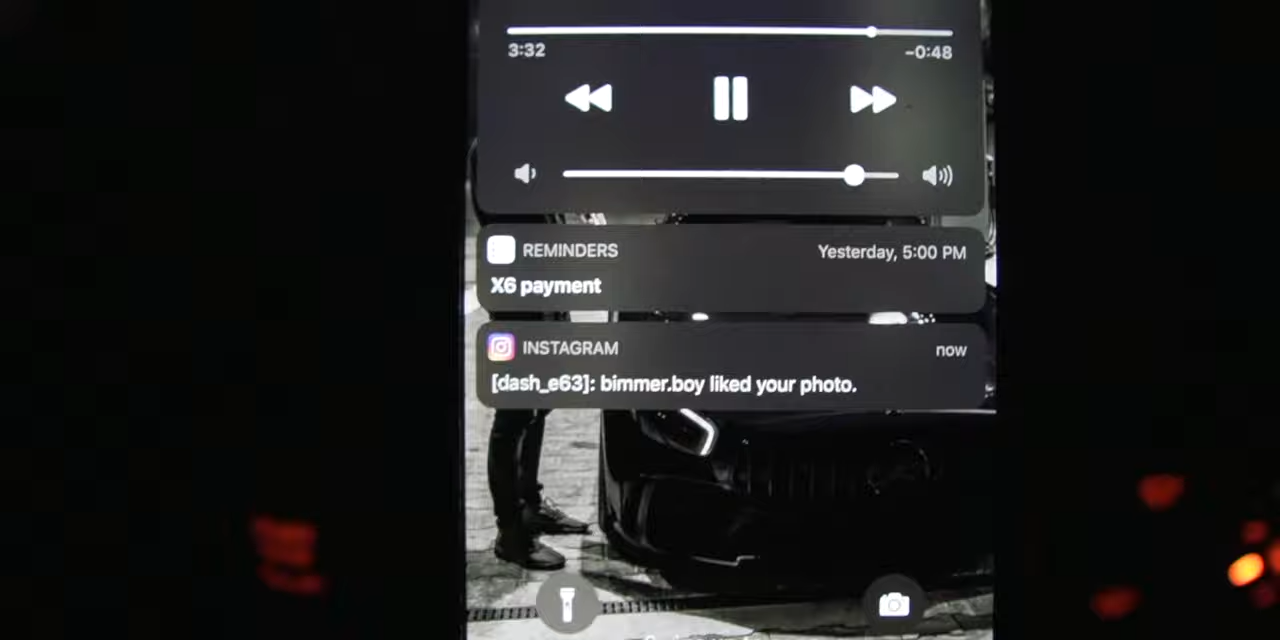 3:32
-0:48
REMINDERS
Yesterday, 5:00 PM
X6 payment
INSTAGRAM
now
[dash_e63]: bimmer.boy liked your photo.